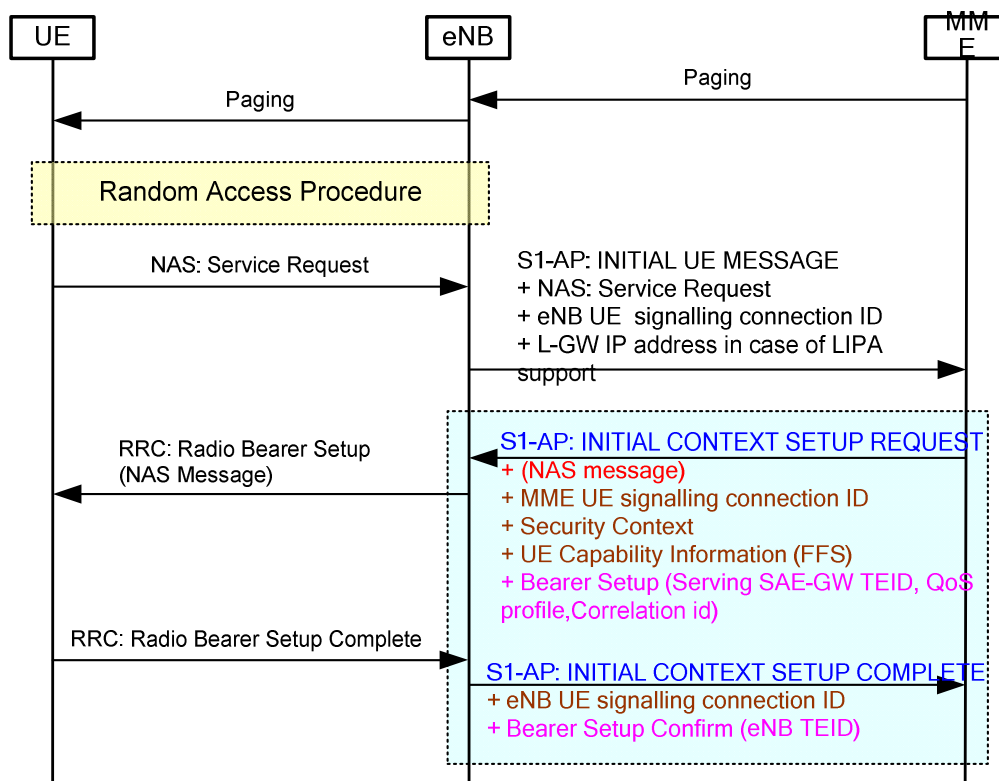 UE
eNB
MM
E
Paging
Paging
Random Access Procedure
NAS: Service Request
S1-AP: INITIAL UE MESSAGE
+ NAS: Service Request
+ eNB UE  signalling connection ID
+ L-GW IP address in case of LIPA
support
S1-AP: INITIAL CONTEXT SETUP REQUEST
+ (NAS message)
+ MME UE signalling connection ID
+ Security Context
+ UE Capability Information (FFS)
+ Bearer Setup (Serving SAE-GW TEID, QoS
profile,Correlation id)
RRC: Radio Bearer Setup
(NAS Message)
RRC: Radio Bearer Setup Complete
S1-AP: INITIAL CONTEXT SETUP COMPLETE
+ eNB UE signalling connection ID
+ Bearer Setup Confirm (eNB TEID)